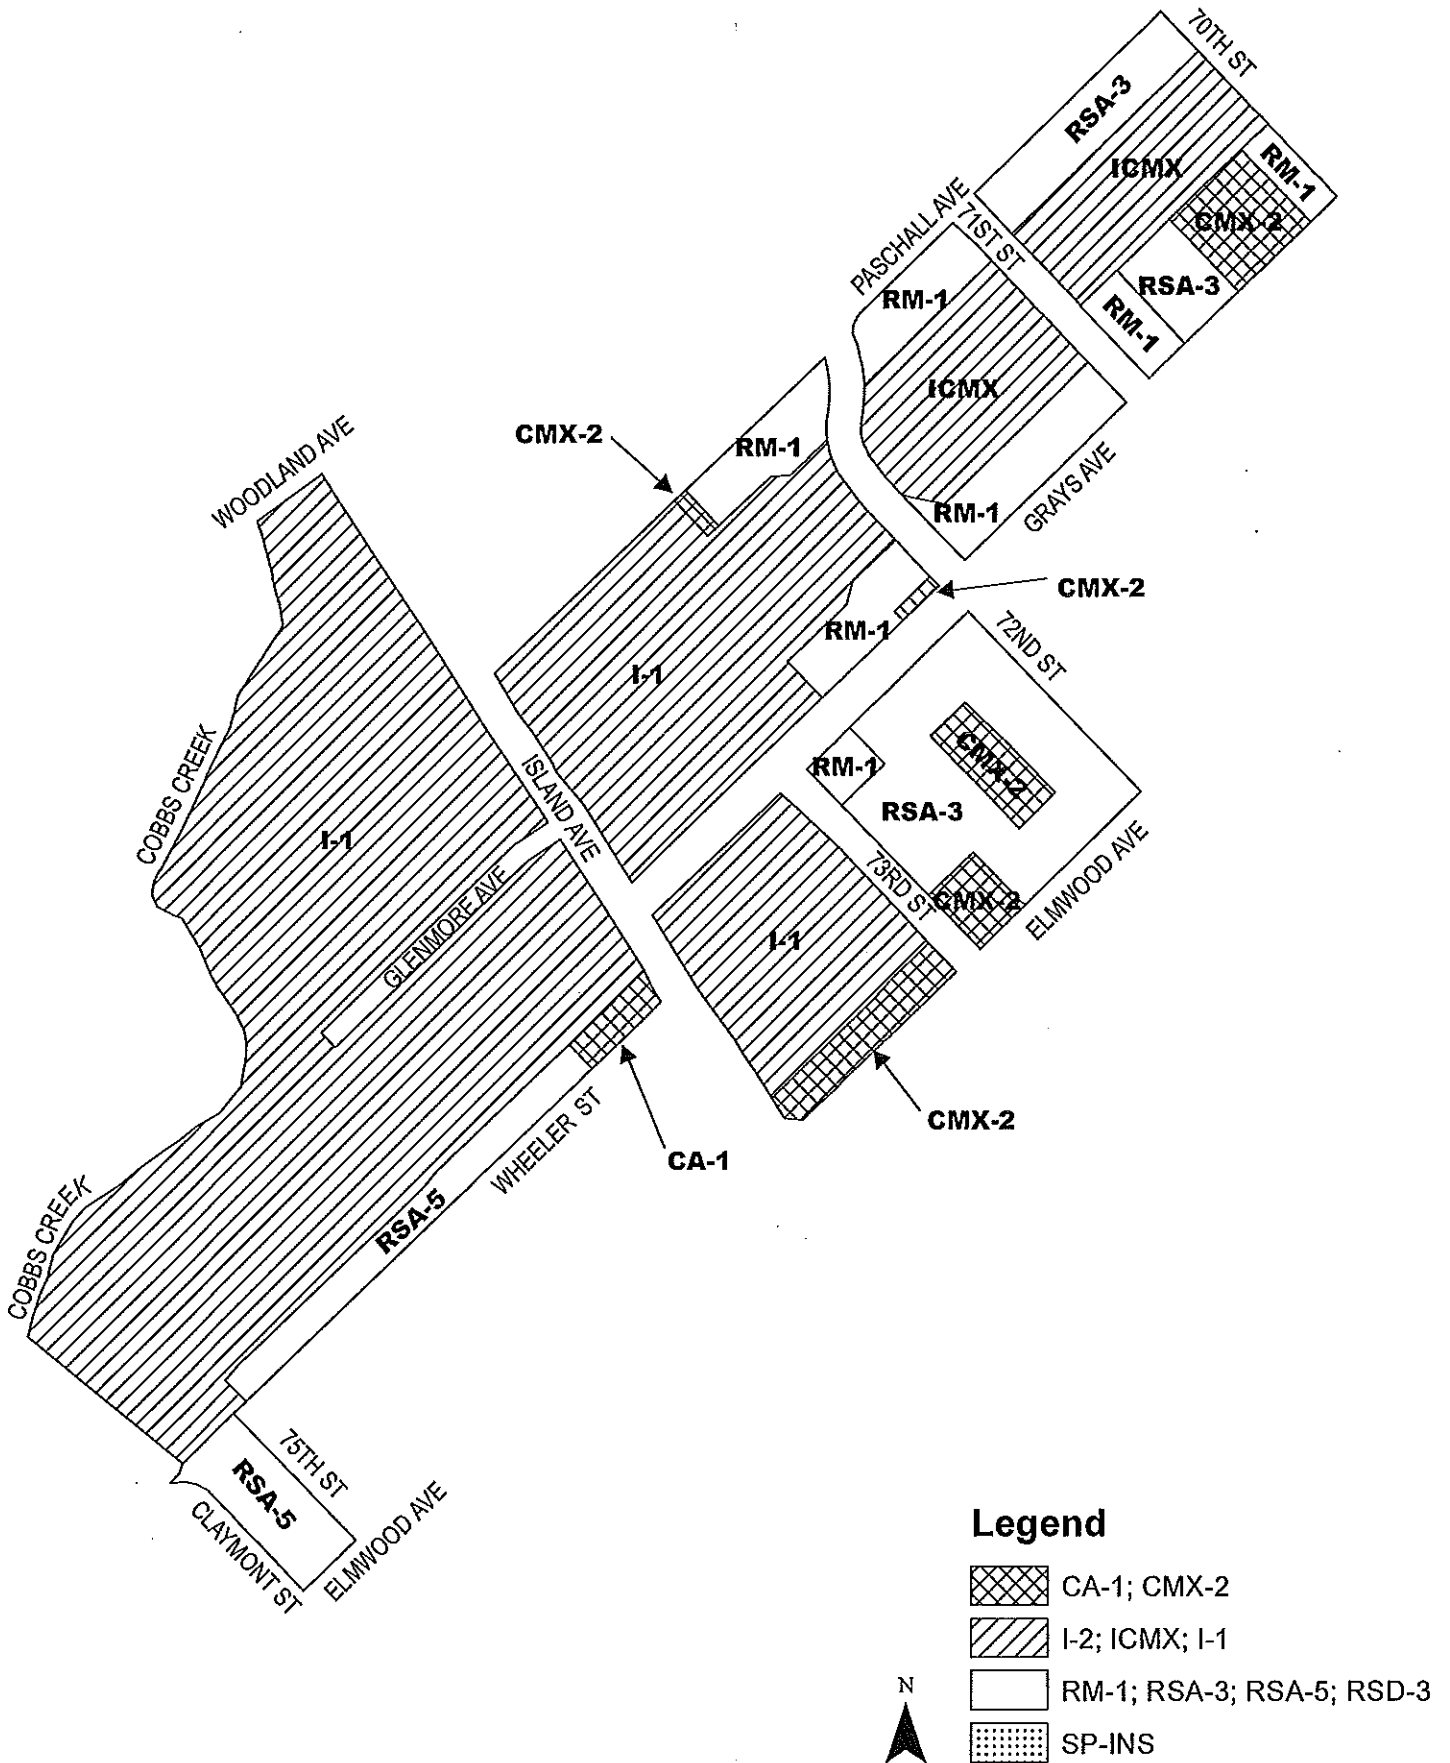 70TH ST
RSA-3
ICMX
RM-1
CMX-2
PASCHALL AVE
71ST ST
RSA-3
RM-1
RM-1
ICMX
WOODLAND AVE
CMX-2
RM-1
RM-1
GRAYS AVE
CMX-2
RM-1
72ND ST
I-1
COBBS CREEK
ISLAND AVE
RM-1
CMX-2
RSA-3
I-1
73RD ST
CMX-2
ELMWOOD AVE
GLENMORE AVE
I-1
CMX-2
CA-1
WHEELER ST
RSA-5
COBBS CREEK
75TH ST
RSA-5
CLAYMONT ST
ELMWOOD AVE
Legend
CA-1; CMX-2
I-2; ICMX; I-1
RM-1; RSA-3; RSA-5; RSD-3
SP-INS
N